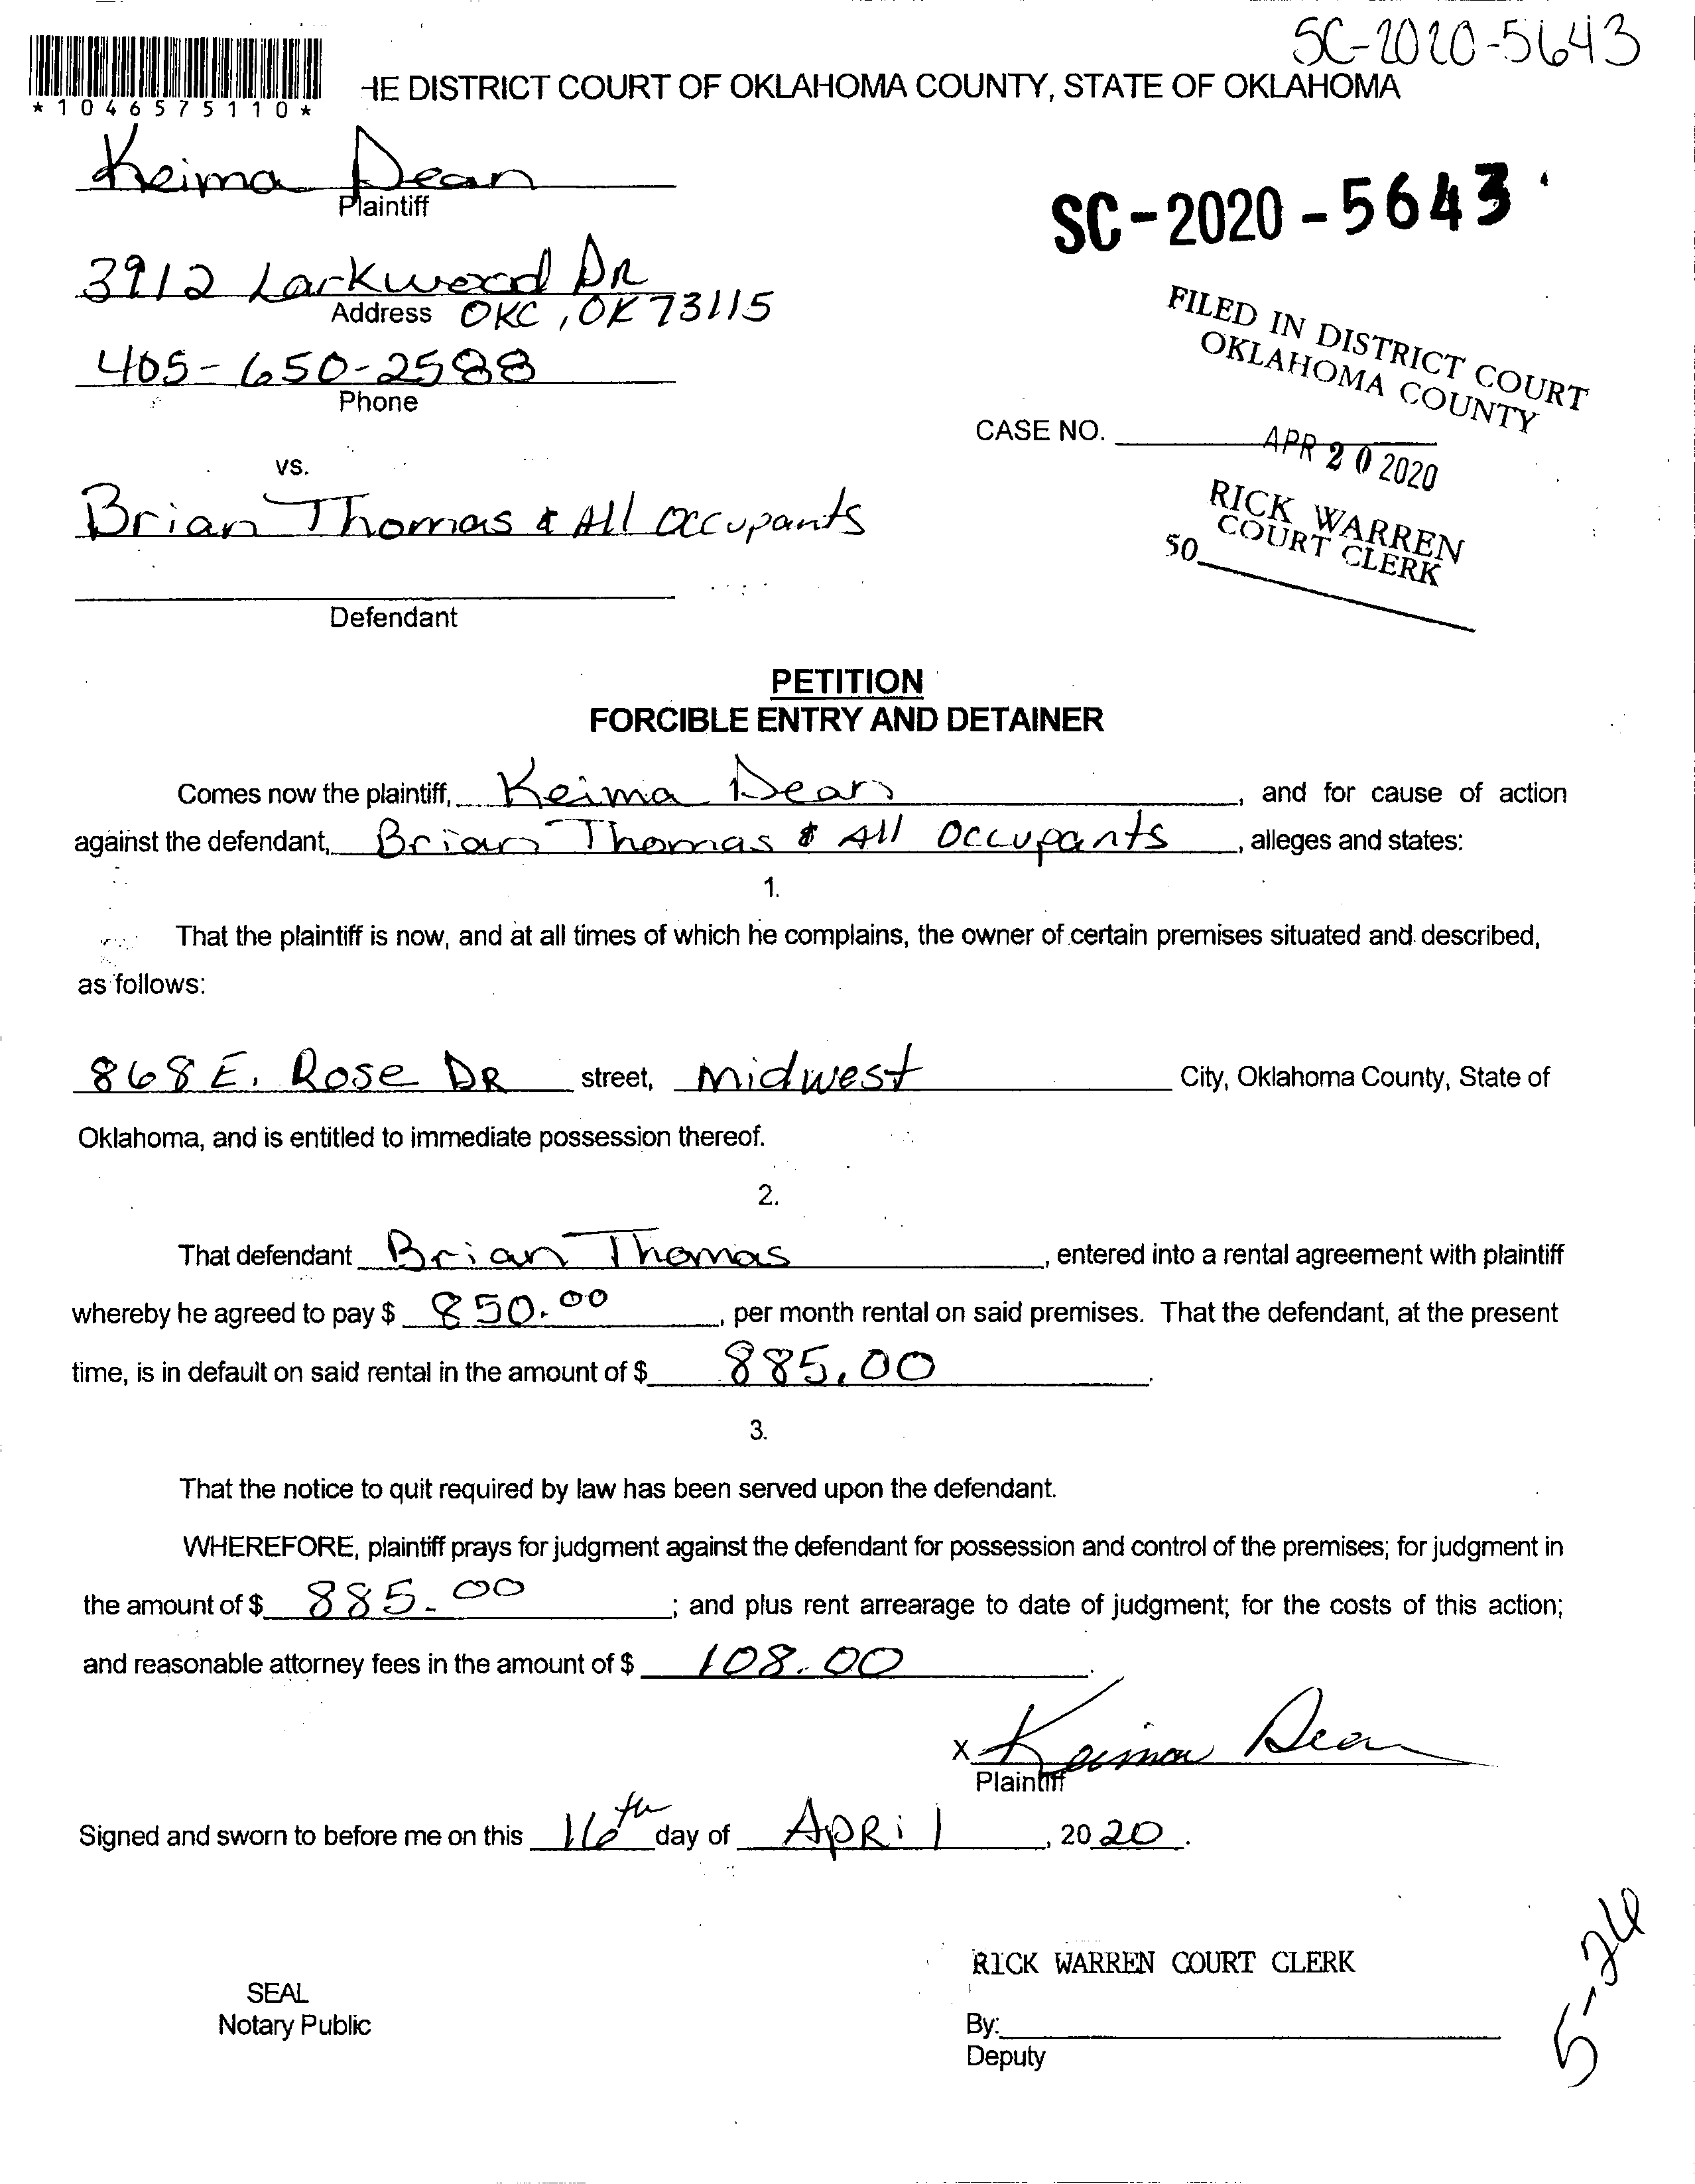 SC-2020-5643
*1046575110*
HE DISTRICT COURT OF OKLAHOMA COUNTY, STATE OF OKLAHOMA
Keima Dean
Plaintiff
SC-2020-5643
3912 Larkwood DR
Address OKC, OK 73115
FILED IN DISTRICT COURT
OKLAHOMA COUNTY
405-650-2588
Phone
CASE NO.
APR 20 2020
vs.
RICK WARREN
COURT CLERK
50
Brian Thomas & All Occupants
Defendant
PETITION
FORCIBLE ENTRY AND DETAINER
Comes now the plaintiff, Keima Dean, and for cause of action
against the defendant, Brian Thomas & All Occupants, alleges and states:
1.
That the plaintiff is now, and at all times of which he complains, the owner of certain premises situated and described,
as follows:
868 E. Rose DR street, Midwest City, Oklahoma County, State of
Oklahoma, and is entitled to immediate possession thereof.
2.
That defendant Brian Thomas, entered into a rental agreement with plaintiff
whereby he agreed to pay $ 850.00, per month rental on said premises. That the defendant, at the present
time, is in default on said rental in the amount of $ 885.00.
3.
That the notice to quit required by law has been served upon the defendant.
WHEREFORE, plaintiff prays for judgment against the defendant for possession and control of the premises; for judgment in
the amount of $ 885.00; and plus rent arrearage to date of judgment; for the costs of this action;
and reasonable attorney fees in the amount of $ 108.00.
X Keima Dean
Plaintiff
Signed and sworn to before me on this 16th day of April, 2020.
RICK WARREN COURT CLERK
SEAL
Notary Public
By:
Deputy